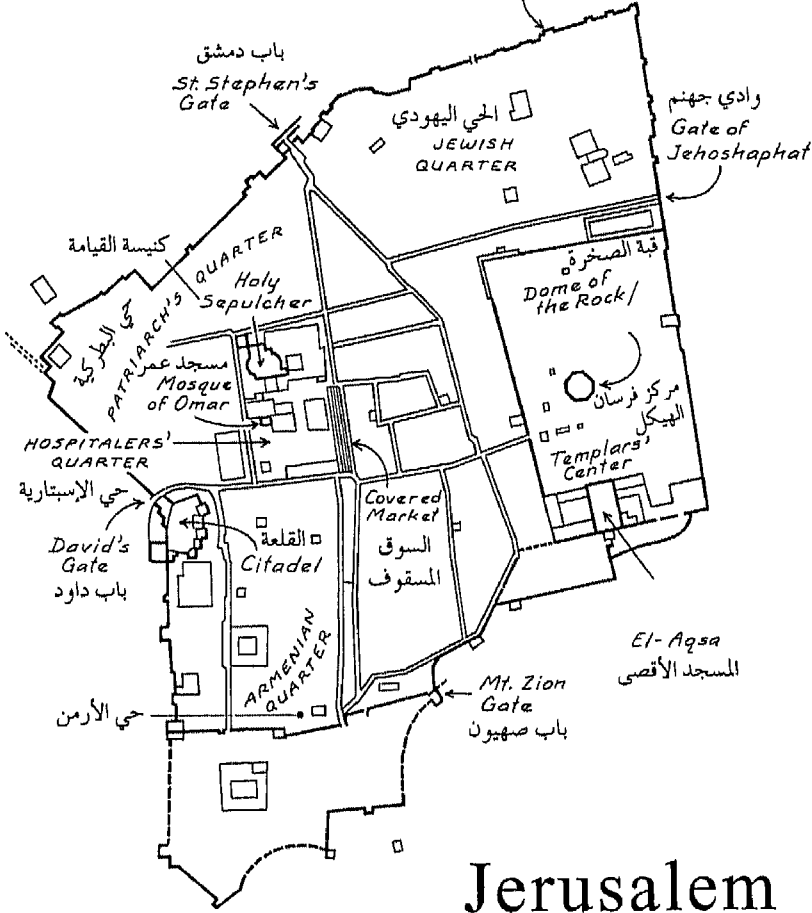 باب دمشق
St. Stephen's
Gate
الحي اليهودي
JEWISH
QUARTER
وادي جهنم
Gate of
Jehoshaphat
كنيسة القيامة
PATRIARCH'S QUARTER
حي البطركية
Holy
Sepulcher
قبة الصخرة
Dome of
the Rock
مسجد عمر
Mosque
of Omar
مركز فرسان
الهيكل
Templars'
Center
HOSPITALERS'
QUARTER
حي الإسبتارية
David's
Gate
باب داود
القلعة
Citadel
Covered
Market
السوق
المسقوف
El-Aqsa
المسجد الأقصى
ARMENIAN
QUARTER
حي الأرمن
Mt. Zion
Gate
باب صهيون
Jerusalem